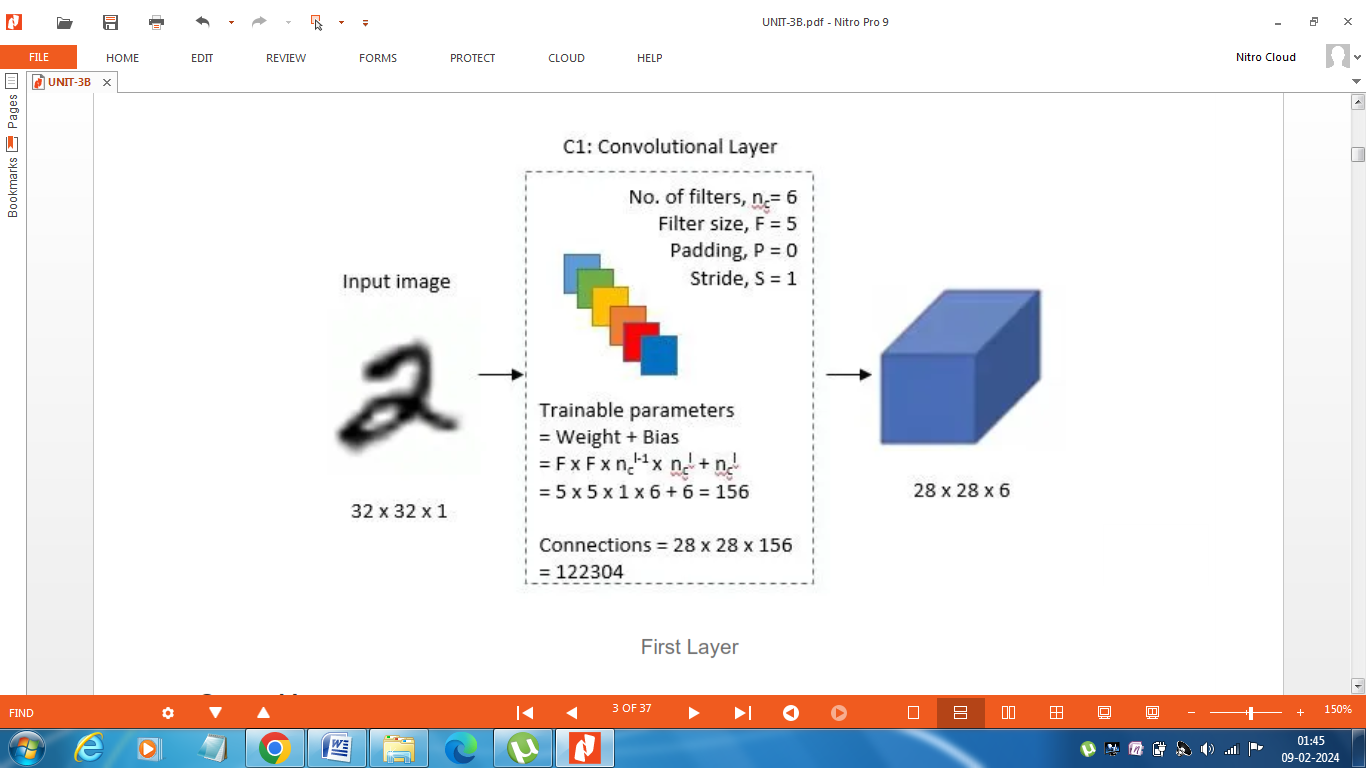 UNIT-3B.pdf - Nitro Pro 9
FILE HOME EDIT REVIEW FORMS PROTECT CLOUD HELP Nitro Cloud
UNIT-3B
Pages
Bookmarks
C1: Convolutional Layer
No. of filters, nc= 6
Filter size, F = 5
Padding, P = 0
Stride, S = 1
Input image
2
32 x 32 x 1
Trainable parameters
= Weight + Bias
= F x F x nc^l-1 x nc^l + nc^l
= 5 x 5 x 1 x 6 + 6 = 156
Connections = 28 x 28 x 156
= 122304
28 x 28 x 6
First Layer
FIND 3 OF 37 150%
01:45
09-02-2024